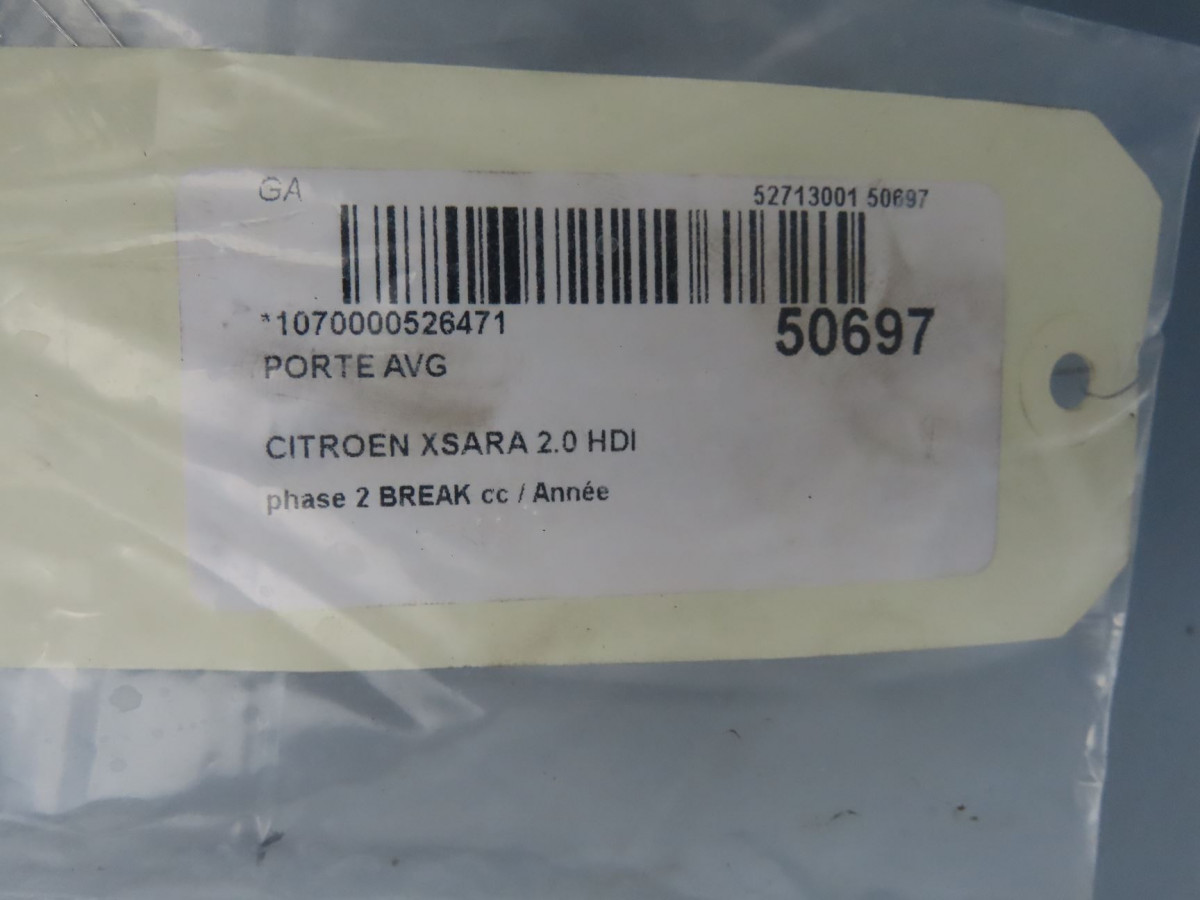 GA 52713001 50697
*1070000526471 50697
PORTE AVG
CITROEN XSARA 2.0 HDI
phase 2 BREAK cc / Année